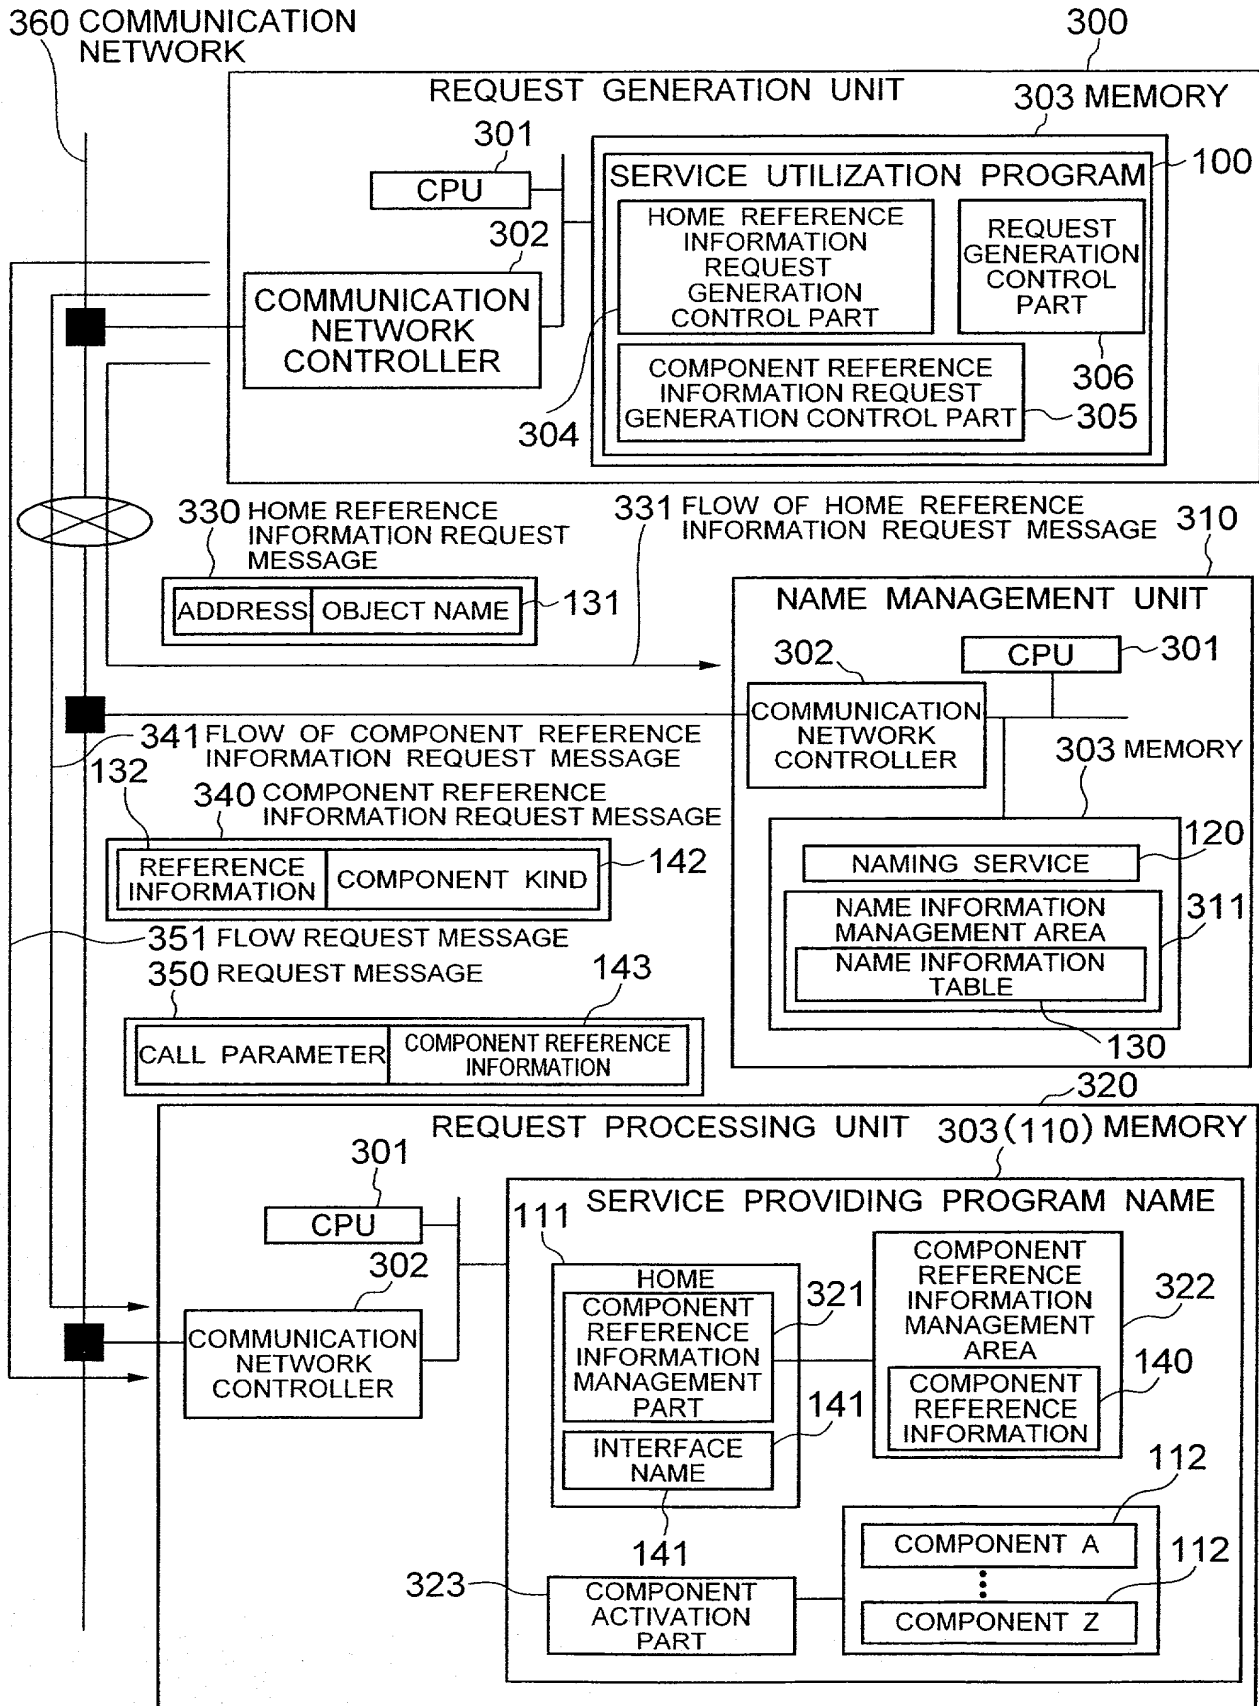 360 COMMUNICATION
NETWORK
300
REQUEST GENERATION UNIT
303 MEMORY
301
CPU
100
SERVICE UTILIZATION PROGRAM
HOME REFERENCE
INFORMATION
REQUEST
GENERATION
CONTROL PART
REQUEST
GENERATION
CONTROL
PART
302
COMMUNICATION
NETWORK
CONTROLLER
304
306
COMPONENT REFERENCE
INFORMATION REQUEST
GENERATION CONTROL PART
305
330 HOME REFERENCE
INFORMATION REQUEST
MESSAGE
331 FLOW OF HOME REFERENCE
INFORMATION REQUEST MESSAGE
310
ADDRESS OBJECT NAME
131
NAME MANAGEMENT UNIT
302
CPU
301
COMMUNICATION
NETWORK
CONTROLLER
303 MEMORY
341 FLOW OF COMPONENT REFERENCE
INFORMATION REQUEST MESSAGE
132
340 COMPONENT REFERENCE
INFORMATION REQUEST MESSAGE
REFERENCE
INFORMATION
COMPONENT KIND
142
120
NAMING SERVICE
NAME INFORMATION
MANAGEMENT AREA
311
NAME INFORMATION
TABLE
130
351 FLOW REQUEST MESSAGE
350 REQUEST MESSAGE
143
CALL PARAMETER
COMPONENT REFERENCE
INFORMATION
320
REQUEST PROCESSING UNIT
303(110) MEMORY
301
CPU
SERVICE PROVIDING PROGRAM NAME
111
302
COMMUNICATION
NETWORK
CONTROLLER
HOME
COMPONENT
REFERENCE
INFORMATION
MANAGEMENT
PART
321
COMPONENT
REFERENCE
INFORMATION
MANAGEMENT
AREA
322
COMPONENT
REFERENCE
INFORMATION
140
INTERFACE
NAME
141
141
323
COMPONENT
ACTIVATION
PART
112
COMPONENT A
112
COMPONENT Z